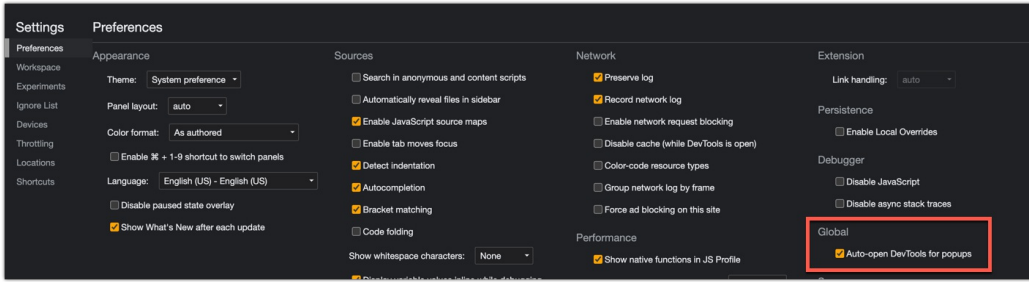 Settings
Preferences
Workspace
Experiments
Ignore List
Devices
Throttling
Locations
Shortcuts
Preferences
Appearance
Theme: System preference
Panel layout: auto
Color format: As authored
Enable ⌘ + 1-9 shortcut to switch panels
Language: English (US) - English (US)
Disable paused state overlay
Show What's New after each update
Sources
Search in anonymous and content scripts
Automatically reveal files in sidebar
Enable JavaScript source maps
Enable tab moves focus
Detect indentation
Autocompletion
Bracket matching
Code folding
Show whitespace characters: None
Display variable values inline while debugging
Network
Preserve log
Record network log
Enable network request blocking
Disable cache (while DevTools is open)
Color-code resource types
Group network log by frame
Force ad blocking on this site
Performance
Show native functions in JS Profile
Extension
Link handling: auto
Persistence
Enable Local Overrides
Debugger
Disable JavaScript
Disable async stack traces
Global
Auto-open DevTools for popups